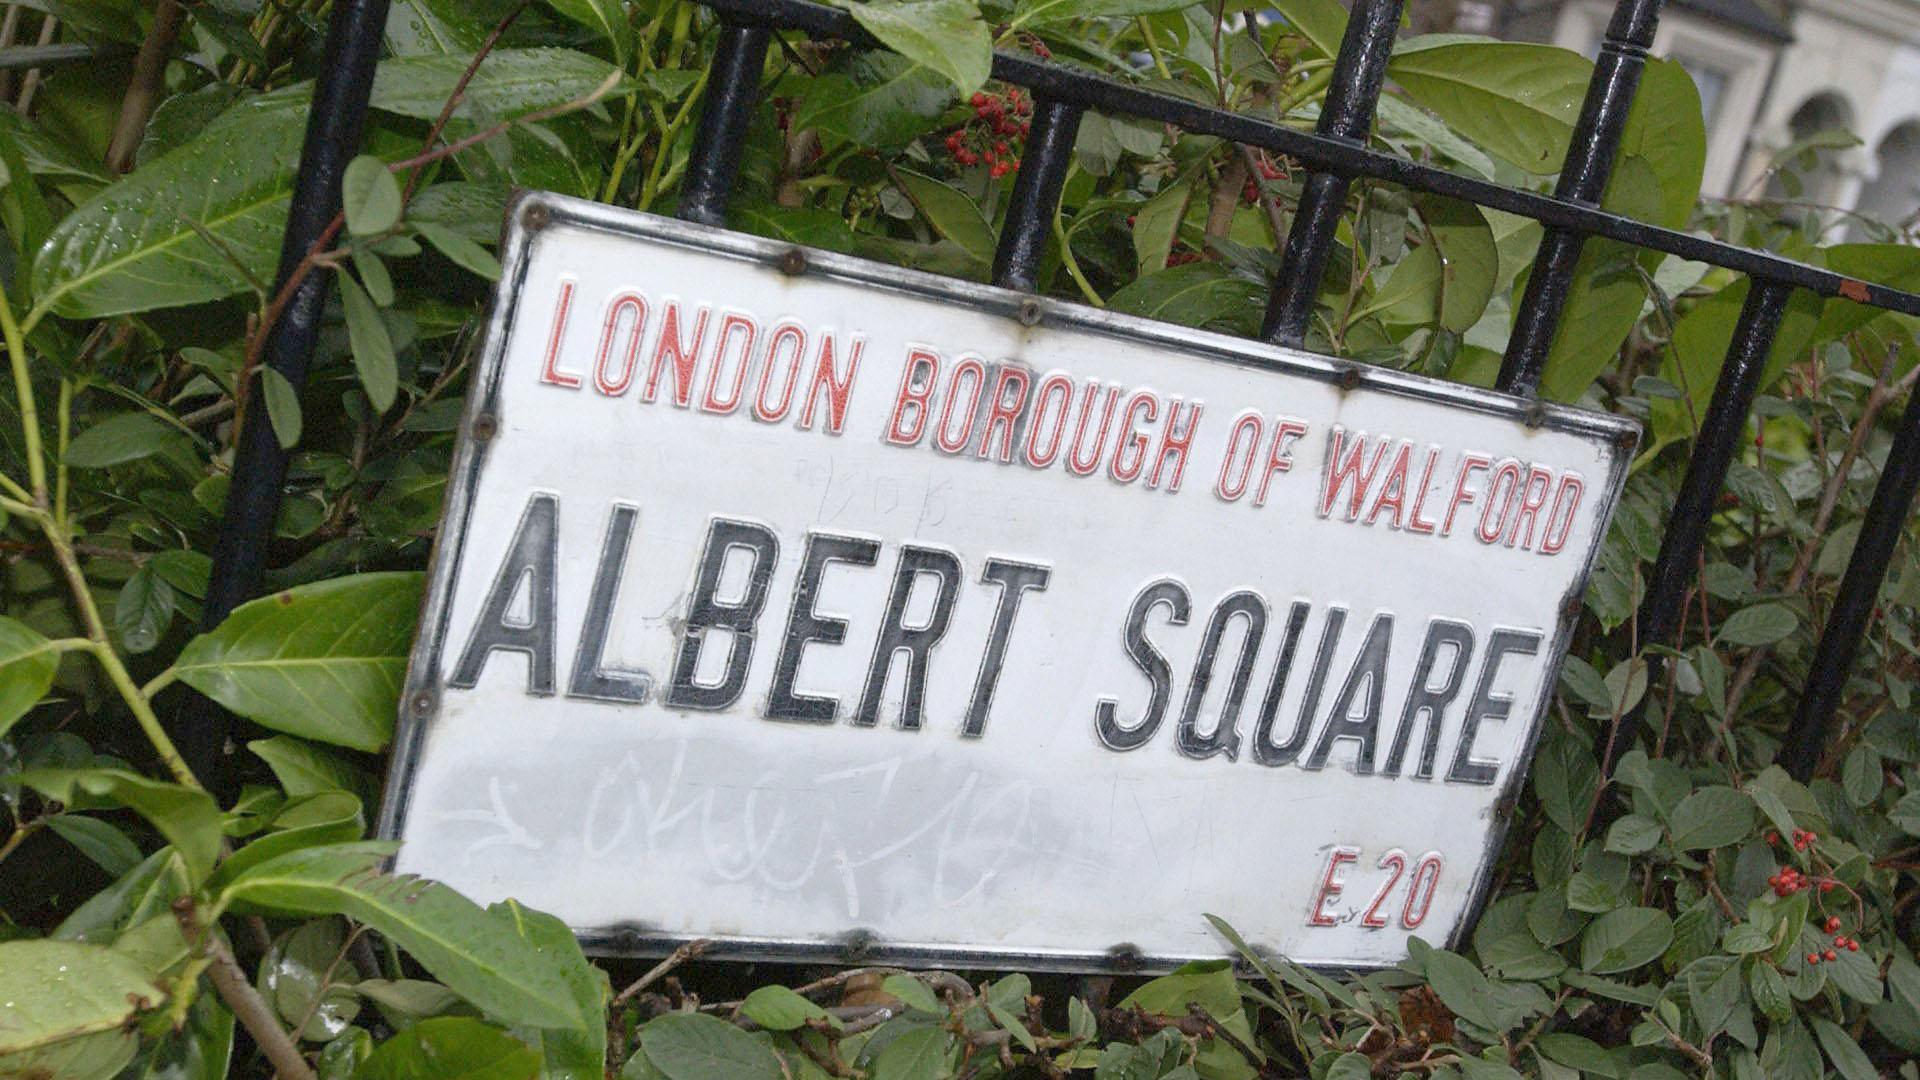 LONDON BOROUGH OF WALFORD
ALBERT SQUARE
E20